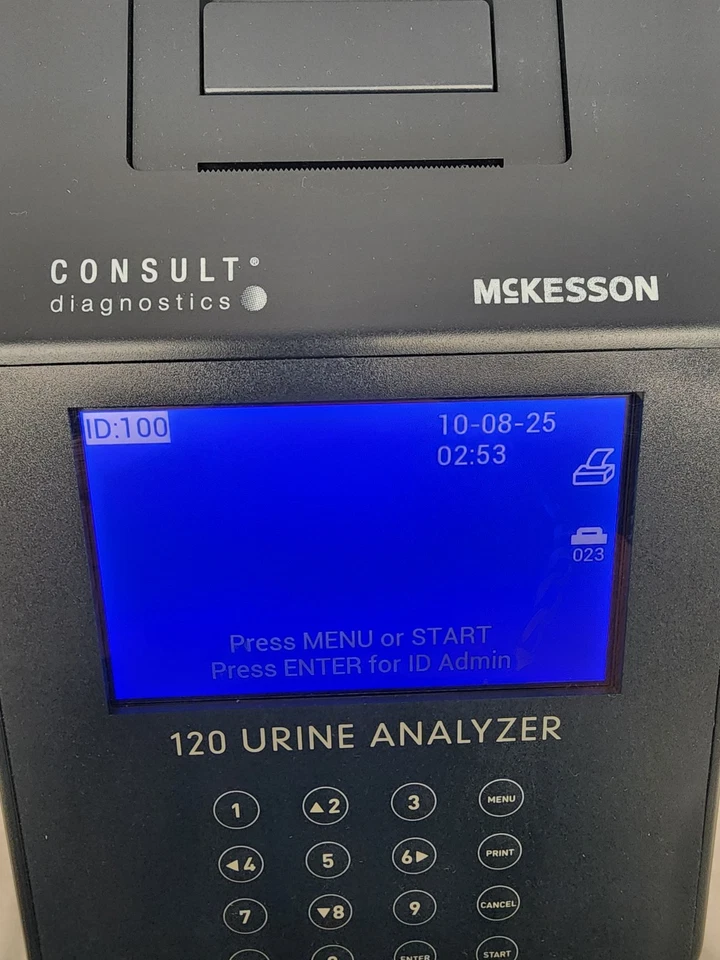 CONSULT®
diagnostics
McKESSON
ID:100
10-08-25
02:53
023
Press MENU or START
Press ENTER for ID Admin
120 URINE ANALYZER
1 ▲2 3 MENU
◀4 5 6▶ PRINT
7 ▼8 9 CANCEL
ENTER START